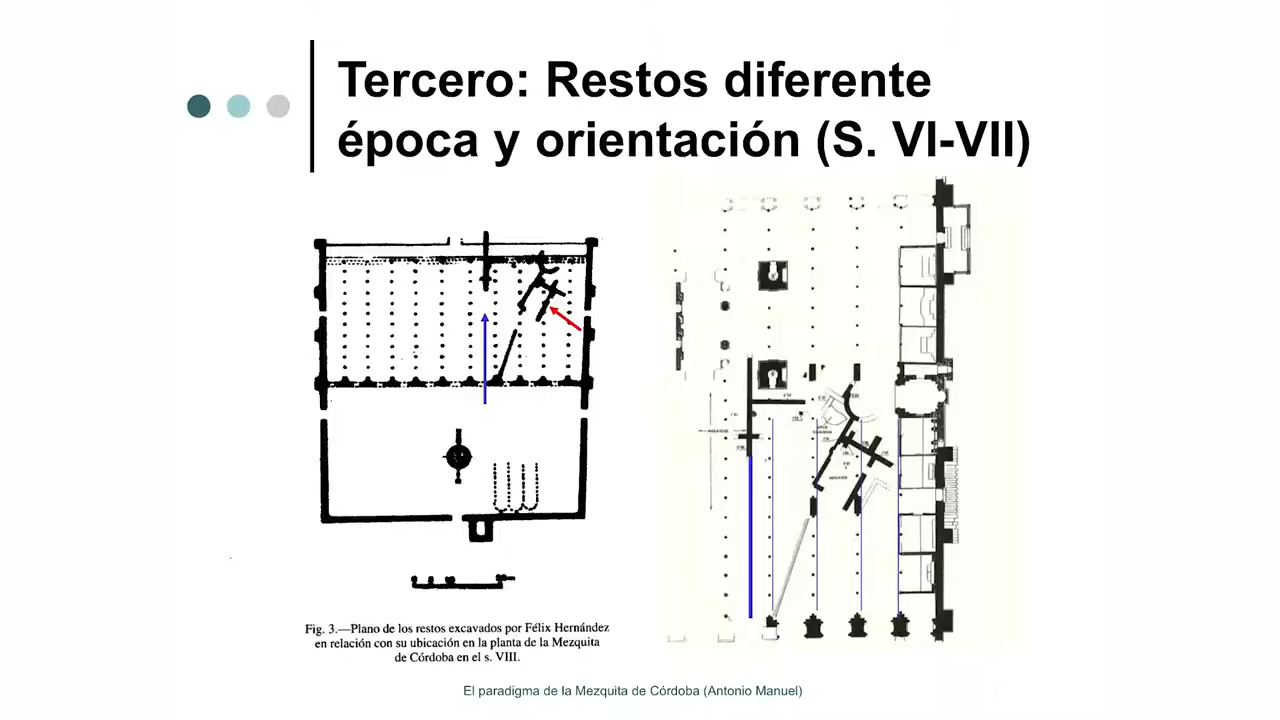 Tercero: Restos diferente
época y orientación (S. VI-VII)
Fig. 3.—Plano de los restos excavados por Félix Hernández
en relación con su ubicación en la planta de la Mezquita
de Córdoba en el s. VIII.
El paradigma de la Mezquita de Córdoba (Antonio Manuel)